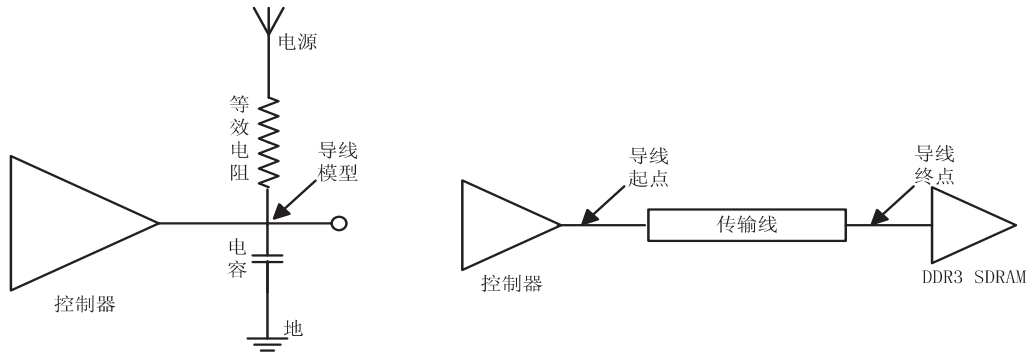 电源
等效电阻
导线
模型
电容
控制器
地
导线
起点
传输线
导线
终点
控制器
DDR3 SDRAM